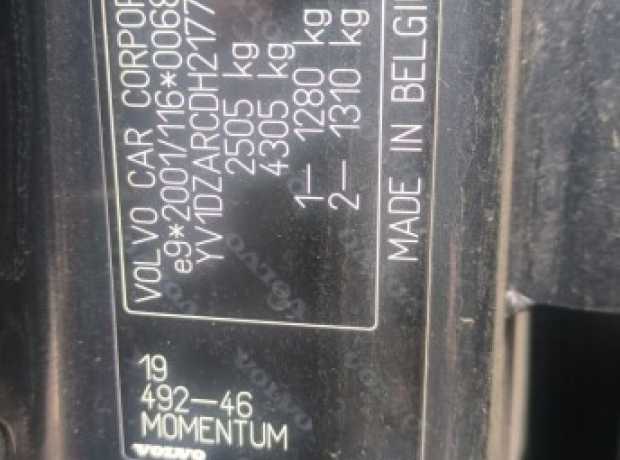 VOLVO CAR CORPOR
e9*2001/116*0068
YV1DZARCDH2177
2505 kg
4305 kg
1— 1280 kg
2— 1310 kg
MADE IN BELGI
19
492—46
MOMENTUM
VOLVO